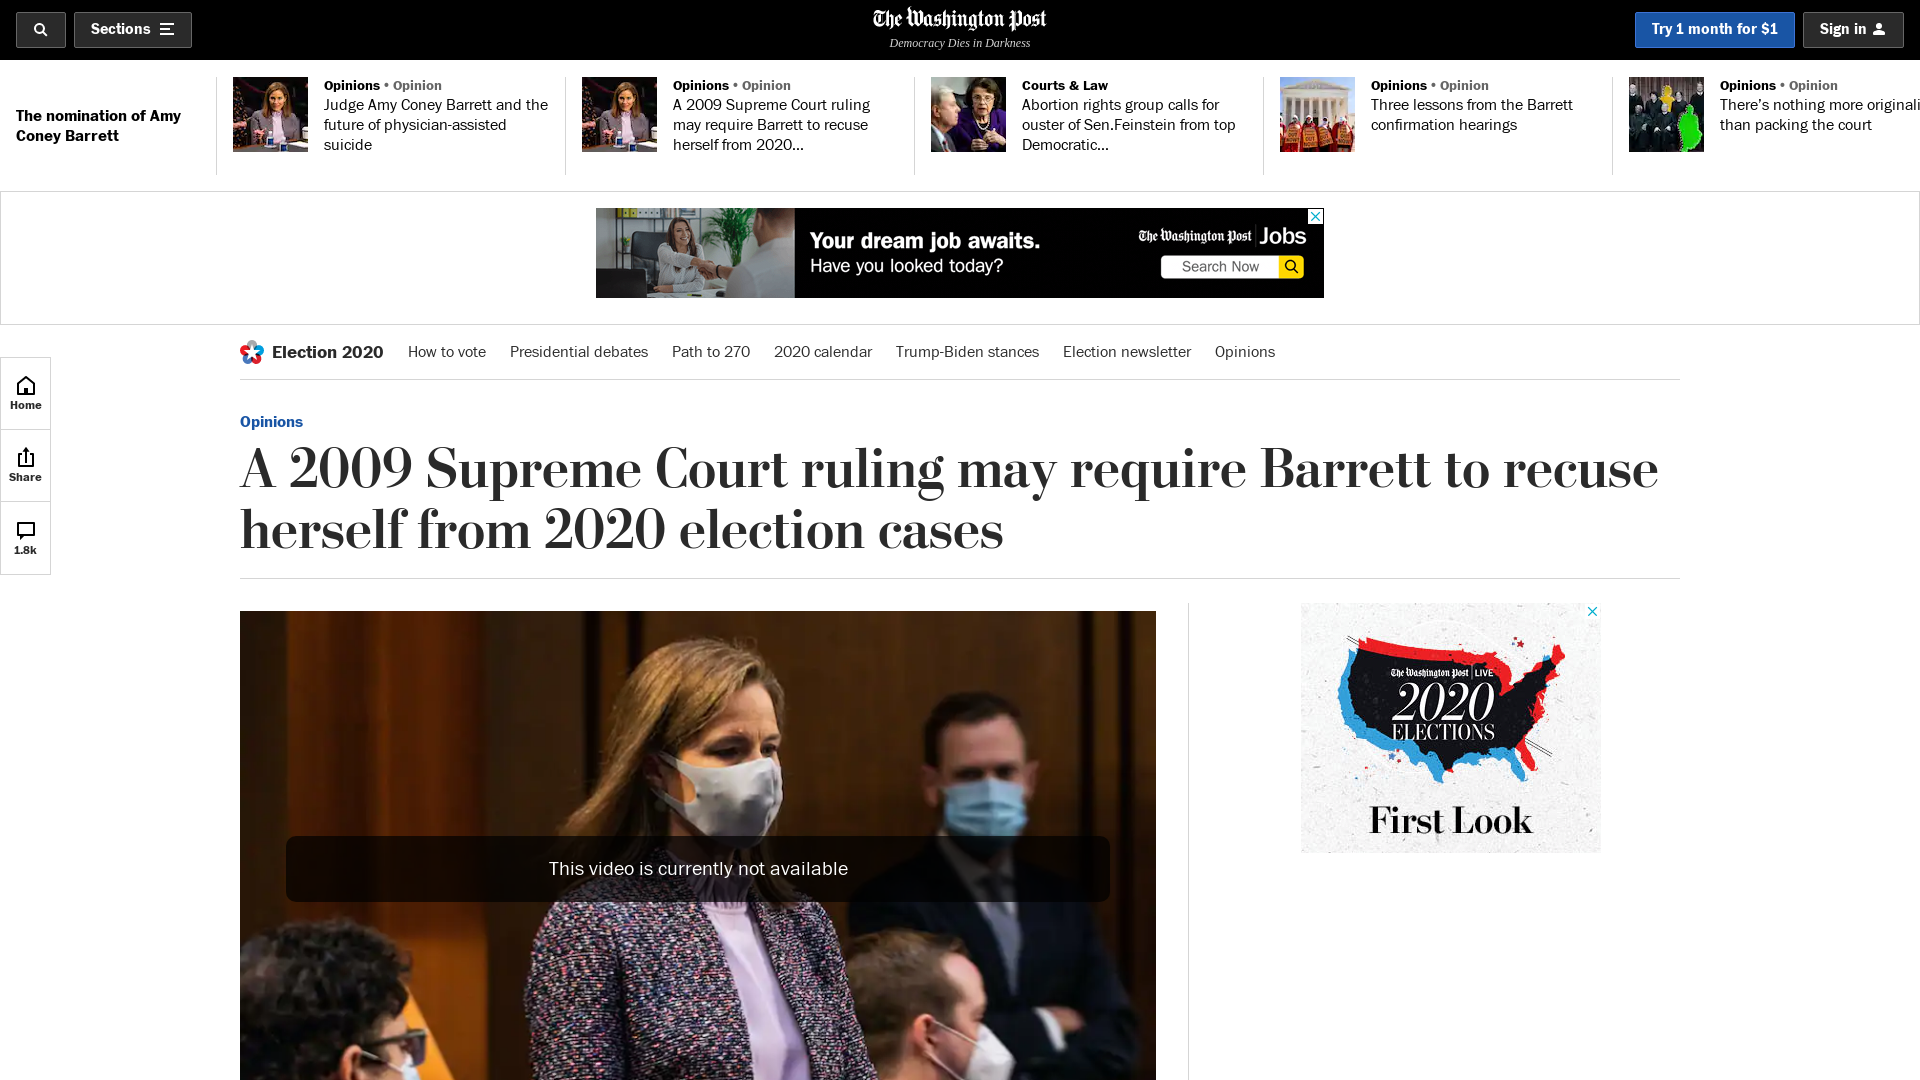 Sections
The Washington Post
Democracy Dies in Darkness
Try 1 month for $1
Sign in
The nomination of Amy
Coney Barrett
Opinions • Opinion
Judge Amy Coney Barrett and the
future of physician-assisted
suicide
Opinions • Opinion
A 2009 Supreme Court ruling
may require Barrett to recuse
herself from 2020...
Courts & Law
Abortion rights group calls for
ouster of Sen.Feinstein from top
Democratic...
Opinions • Opinion
Three lessons from the Barrett
confirmation hearings
Opinions • Opinion
There’s nothing more originali
than packing the court
Your dream job awaits.
Have you looked today?
The Washington Post Jobs
Search Now
Election 2020
How to vote
Presidential debates
Path to 270
2020 calendar
Trump-Biden stances
Election newsletter
Opinions
Home
Share
1.8k
Opinions
A 2009 Supreme Court ruling may require Barrett to recuse
herself from 2020 election cases
This video is currently not available
The Washington Post LIVE
2020
ELECTIONS
First Look